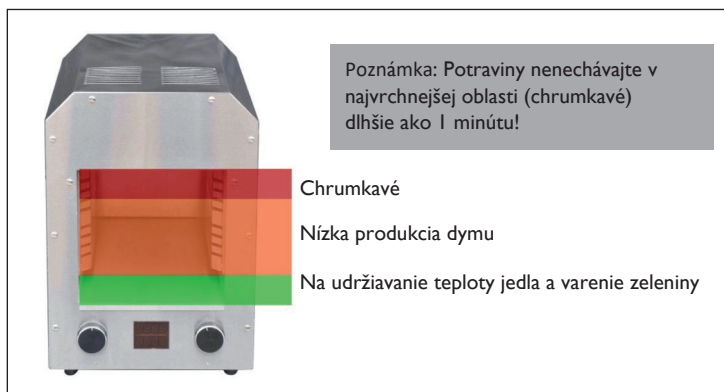 Poznámka: Potraviny nenechávajte v
najvrchnejšej oblasti (chrumkavé)
dlhšie ako 1 minútu!
Chrumkavé
Nízka produkcia dymu
Na udržiavanie teploty jedla a varenie zeleniny